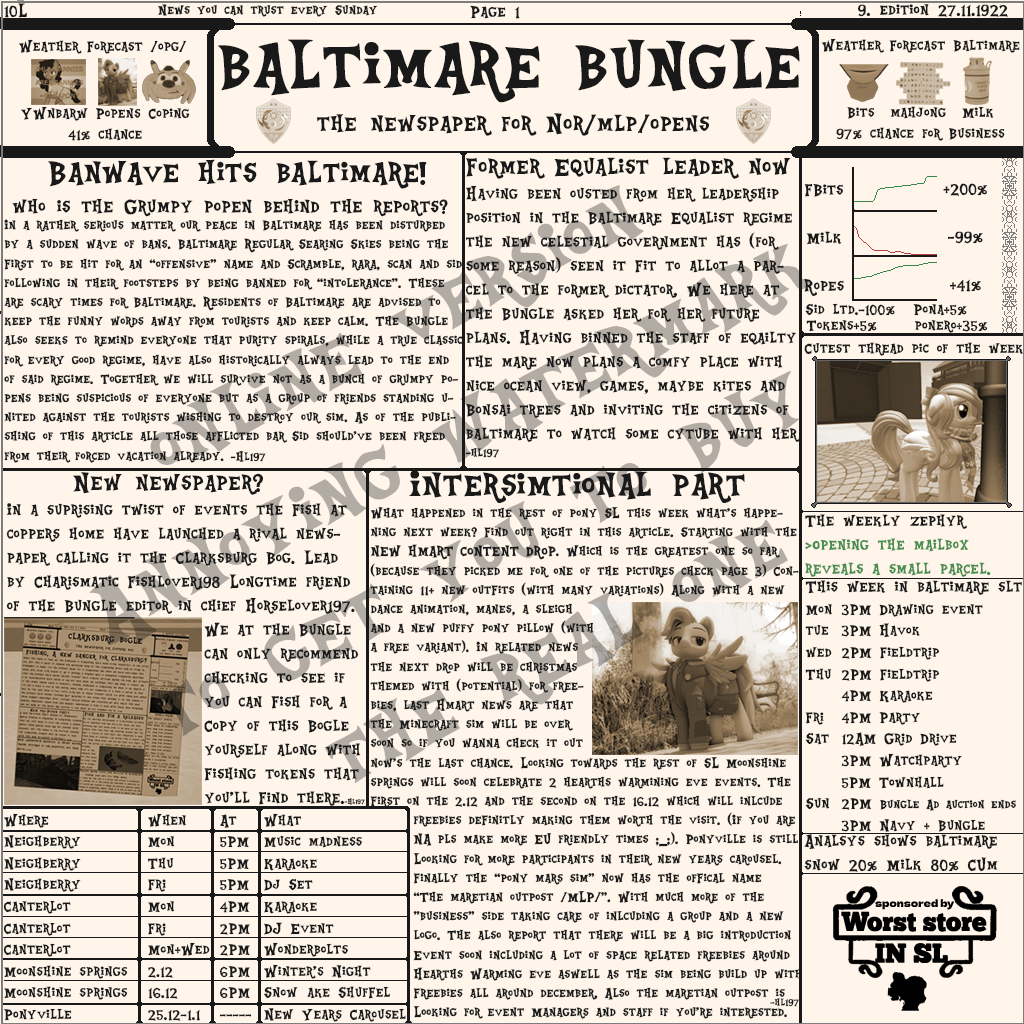 10L
News you can trust every Sunday
Page 1
9. Edition 27.11.1922
Weather Forecast /opg/
YWNBARW Popens Coping
41% chance
BALTiMARE BUNGLE
The newspaper for Nor/mlp/opens
Weather Forecast Baltimare
Bits Mahjong Milk
97% chance for Business
Banwave hits Baltimare!
Who is the Grumpy Popen behind the reports?
In a rather serious matter our peace in Baltimare has been disturbed
by a sudden wave of bans. Baltimare Regular Searing Skies being the
first to be hit for an "offensive" name and Scramble, Rara, Scan and Sid
following in their footsteps by being banned for "intolerance". These
are scary times for Baltimare. Residents of Baltimare are advised to
keep the funny words away from tourists and keep calm. The Bungle
also seeks to remind everyone that purity spirals, while a true classic
for every good regime, have also historically always lead to the end
of said regime. Together we will survive not as a bunch of grumpy po-
pens being suspicious of everyone but as a group of friends standing u-
nited against the tourists wishing to destroy our sim. As of the publi-
shing of this article all those afflicted bar Sid should've been freed
from their forced vacation already. -HL197
Former Equalist Leader now
Having been ousted from her leadership
position in the Baltimare Equalist regime
the new celestial government has (for
some reason) seen it fit to allot a par-
cel to the former dictator. We here at
the Bungle asked her for her future
plans. Having binned the staff of eqailty
the mare now plans a comfy place with
nice ocean view, games, maybe kites and
Bonsai trees and inviting the citizens of
Baltimare to watch some cytube with her
-HL197
FBits +200%
Milk -99%
Ropes +41%
Sid Ltd.-100% Pona+5%
Tokens+5% Ponero+35%
Cutest thread pic of the week
The weekly zephyr
>opening the mailbox
reveals a small parcel.
This week in Baltimare SLT
Mon 3PM Drawing event
Tue 3PM Havok
Wed 2PM Fieldtrip
Thu 2PM Fieldtrip
4PM Karaoke
Fri 4PM Party
Sat 12AM Grid Drive
3PM Watchparty
5PM Townhall
Sun 2PM Bungle ad auction ends
3PM Navy + Bungle
Analsys shows Baltimare
snow 20% Milk 80% Cum
sponsored by
Worst store
IN SL
New Newspaper?
In a suprising twist of events the Fish at
Coppers Home have launched a rival news-
paper calling it the Clarksburg Bog. Lead
by charismatic FishLover198 Longtime friend
of the Bungle editor in chief HorseLover197.
We at the Bungle
can only recommend
checking to see if
you can fish for a
copy of this Bogle
yourself along with
fishing tokens that
you'll find there.-HL197
Clarksburg Bogle
Fishing, a new danger for Clarksburg?
Intersimtional Part
What happened in the rest of Pony SL this week what's happe-
ning next week? Find out right in this article. Starting with the
new Hmart content drop. Which is the greatest one so far
(because they picked me for one of the pictures check page 3) Con-
taining 11+ new outfits (with many variations) along with a new
dance animation, manes, a sleigh
and a new puffy pony pillow (with
a free variant). In related news
the next drop will be christmas
themed with (potential) for free-
bies. Last Hmart news are that
the Minecraft sim will be over
soon so if you wanna check it out
now's the last chance. Looking towards the rest of SL Moonshine
Springs will soon celebrate 2 Hearths Warming Eve events. The
first on the 2.12 and the second on the 16.12 which will inlcude
freebies definitly making them worth the visit. (If you are
NA pls make more EU friendly times ;_;). Ponyville is still
looking for more participants in their new years carousel.
Finally the "Pony Mars Sim" now has the offical name
"The Maretian Outpost /mlp/". With much more of the
"business" side taking care of inlcuding a group and a new
logo. The also report that there will be a big introduction
event soon including a lot of space related freebies around
Hearths Warming Eve aswell as the sim being build up with
freebies all around december. Also the Maretian Outpost is
looking for event managers and staff if you're interested.
-HL197
Where When At What
Neighberry Mon 5PM Music Madness
Neighberry Thu 5PM Karaoke
Neighberry Fri 5PM DJ Set
Canterlot Mon 4PM Karaoke
Canterlot Fri 2PM DJ Event
Canterlot Mon+Wed 2PM Wonderbolts
Moonshine Springs 2.12 6PM Winter's Night
Moonshine Springs 16.12 6PM Snow Ake Shuffel
Ponyville 25.12-1.1 ----- New Years Carousel
ONLINE VERSION
ANNOYING WATERMARK
TO GET YOU TO BUY
THE REAL ONE